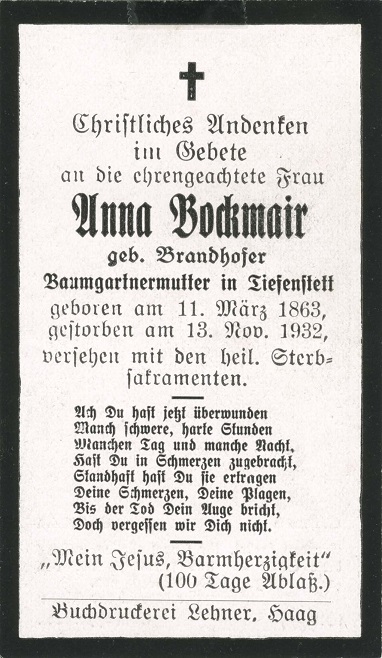 Christliches Andenken
im Gebete
an die ehrengeachtete Frau
Anna Bockmair
geb. Brandhofer
Baumgartnermutter in Tiefenstett
geboren am 11. März 1863,
gestorben am 13. Nov. 1932,
versehen mit den heil. Sterb=
sakramenten.
Ach Du hast jetzt überwunden
Manch schwere, harte Stunden
Manchen Tag und manche Nacht,
Hast Du in Schmerzen zugebracht,
Standhaft hast Du sie ertragen
Deine Schmerzen, Deine Plagen,
Bis der Tod Dein Auge bricht,
Doch vergessen wir Dich nicht.
„Mein Jesus, Barmherzigkeit“
(100 Tage Ablaß.)
Buchdruckerei Lehner, Haag